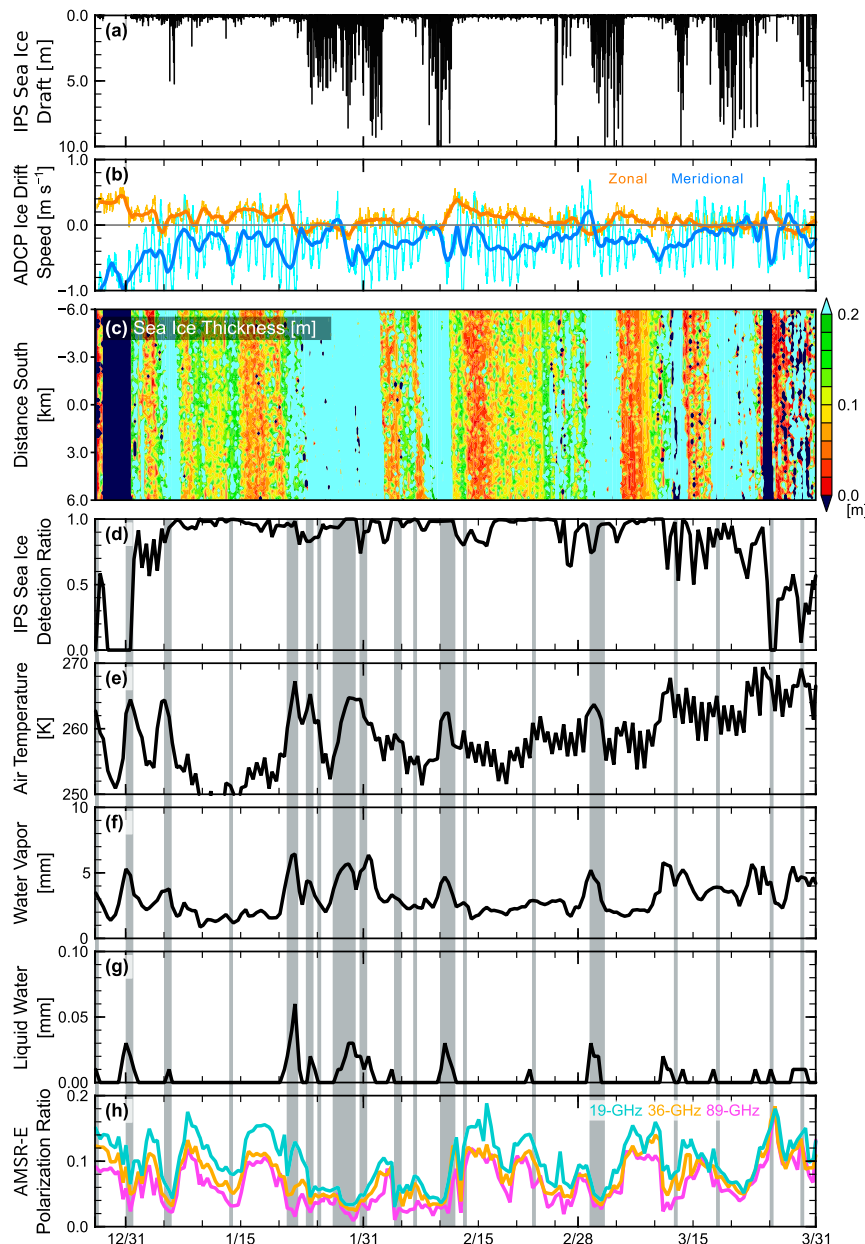 (a)
IPS Sea Ice
Draft [m]
0.0
5.0
10.0
(b)
Zonal Meridional
ADCP Ice Drift
Speed [m s⁻¹]
1.0
0.0
−1.0
(c) Sea Ice Thickness [m]
Distance South
[km]
−6.0
−3.0
0.0
3.0
6.0
0.2
0.1
0.0
[m]
(d)
IPS Sea Ice
Detection Ratio
1.0
0.5
0.0
(e)
Air Temperature
[K]
270
260
250
(f)
Water Vapor
[mm]
10
5
0
(g)
Liquid Water
[mm]
0.10
0.05
0.00
(h)
19-GHz 36-GHz 89-GHz
AMSR-E
Polarization Ratio
0.2
0.1
0.0
12/31 1/15 1/31 2/15 2/28 3/15 3/31